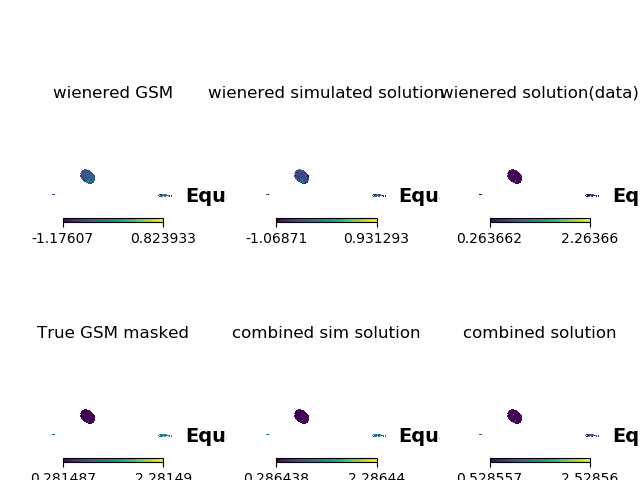 wienered GSM wienered simulated solution wienered solution(data)
Equ Equ Eq
-1.17607 0.823933 -1.06871 0.931293 0.263662 2.26366
True GSM masked combined sim solution combined solution
Equ Equ Eq
0.281487 2.28149 0.286438 2.28644 0.528557 2.52856